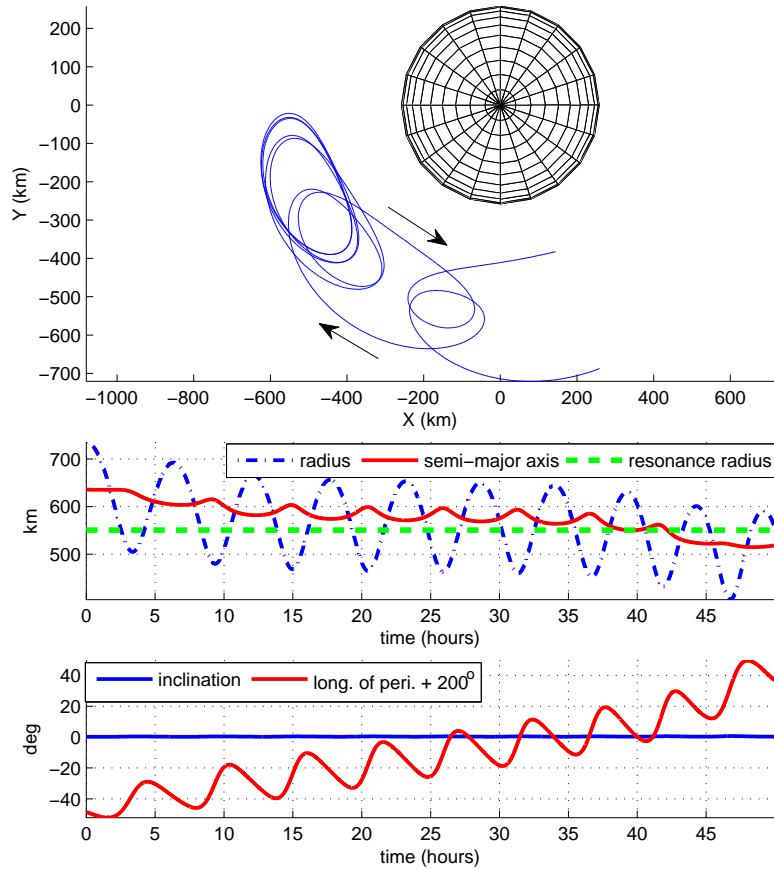 200
100
0
−100
−200
−300
−400
−500
−600
−700
Y (km)
−1000 −800 −600 −400 −200 0 200 400 600
X (km)
700
600
500
km
radius semi−major axis resonance radius
0 5 10 15 20 25 30 35 40 45
time (hours)
40
20
0
−20
−40
deg
inclination long. of peri. + 200o
0 5 10 15 20 25 30 35 40 45
time (hours)